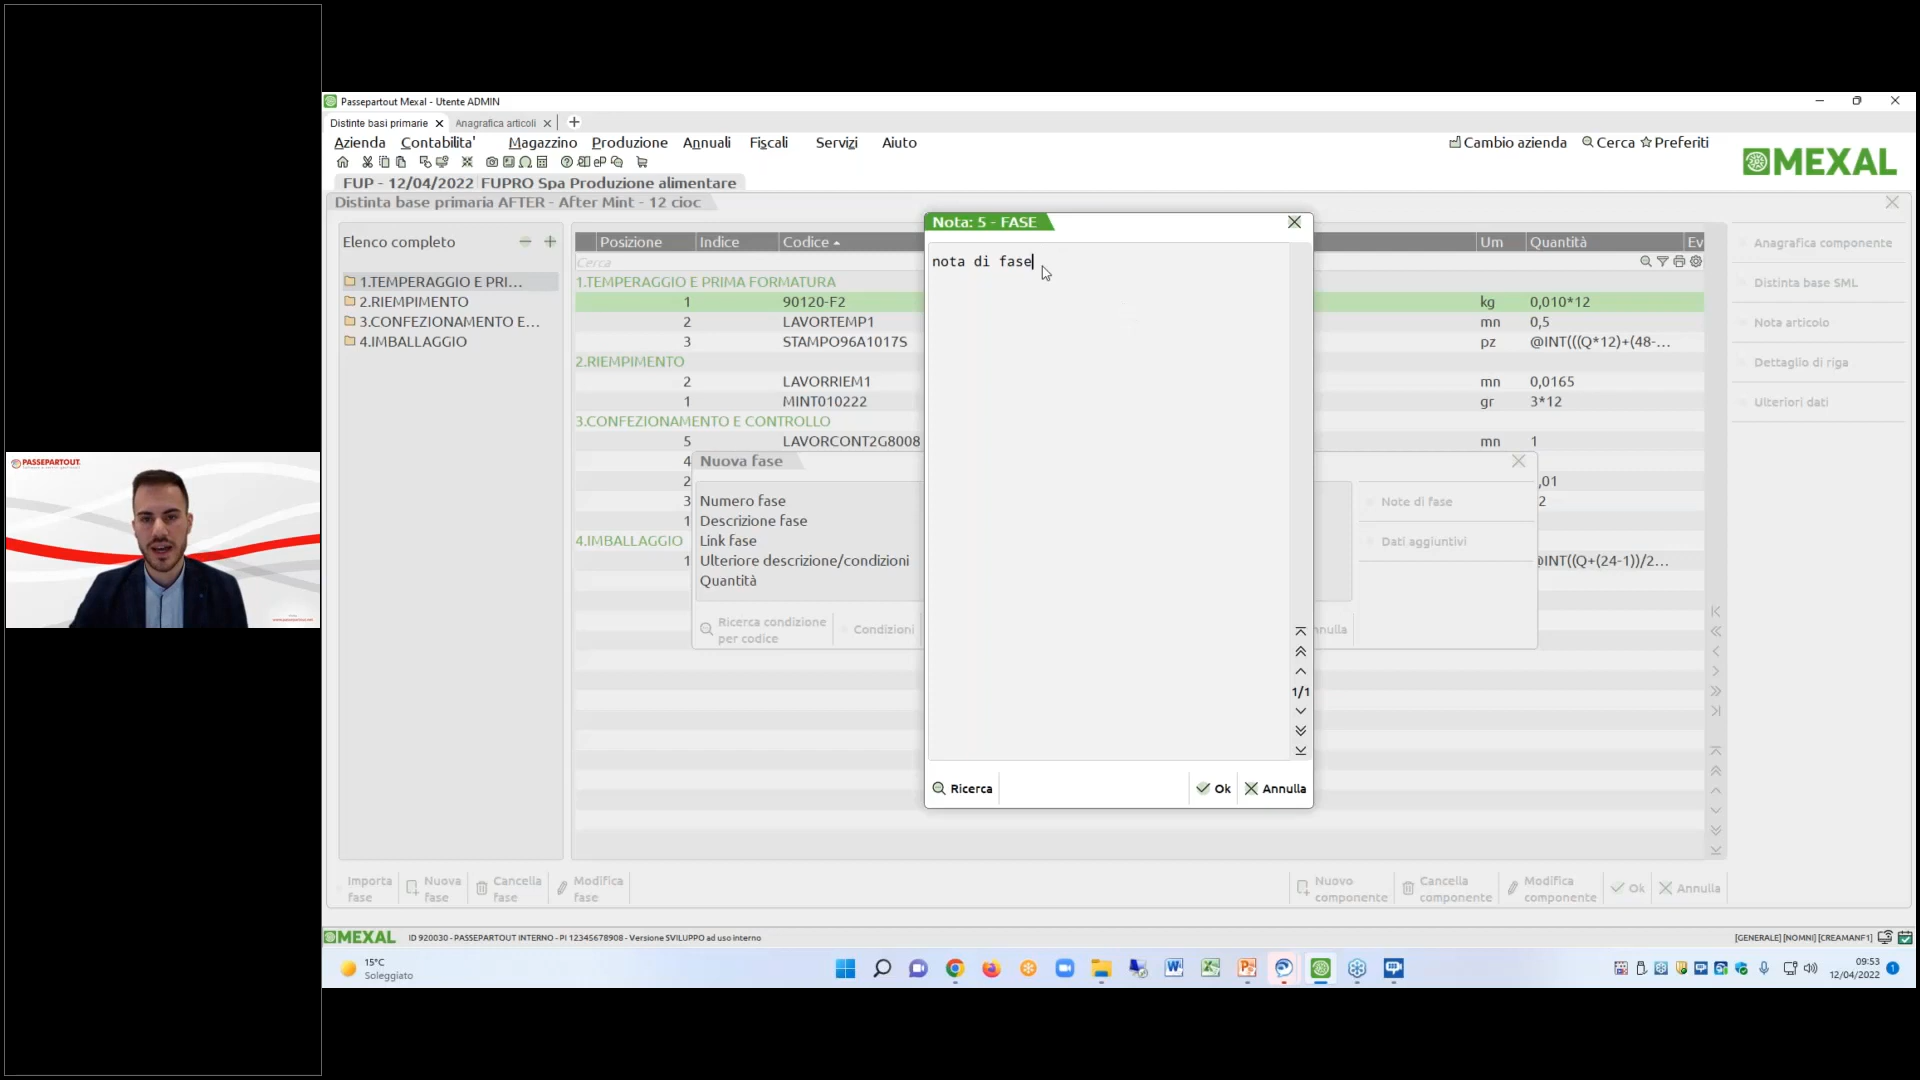 Passepartout Mexal - Utente ADMIN
Distinte basi primarie
Anagrafica articoli
Azienda Contabilita' Magazzino Produzione Annuali Fiscali Servizi Aiuto
Cambio azienda Cerca Preferiti
MEXAL
FUP - 12/04/2022 FUPRO Spa Produzione alimentare
Distinta base primaria AFTER - After Mint - 12 cioc
Elenco completo
1.TEMPERAGGIO E PRI...
2.RIEMPIMENTO
3.CONFEZIONAMENTO E...
4.IMBALLAGGIO
Posizione Indice Codice Um Quantità Ev
Cerca
1.TEMPERAGGIO E PRIMA FORMATURA
1 90120-F2 kg 0,010*12
2 LAVORTEMP1 mn 0,5
3 STAMPO96A1017S pz @INT(((Q*12)+(48-...
2.RIEMPIMENTO
2 LAVORRIEM1 mn 0,0165
1 MINT010222 gr 3*12
3.CONFEZIONAMENTO E CONTROLLO
5 LAVORCONT2G8008 mn 1
4
2 ,01
3 2
1
4.IMBALLAGGIO
1 @INT((Q+(24-1))/2...
Nuova fase
Numero fase
Descrizione fase
Link fase
Ulteriore descrizione/condizioni
Quantità
Ricerca condizione
per codice
Condizioni
nnulla
Note di fase
Dati aggiuntivi
Nota: 5 - FASE
nota di fase
1/1
Ricerca
Ok
Annulla
Anagrafica componente
Distinta base SML
Nota articolo
Dettaglio di riga
Ulteriori dati
Importa
fase
Nuova
fase
Cancella
fase
Modifica
fase
Nuovo
componente
Cancella
componente
Modifica
componente
Ok
Annulla
MEXAL
ID 920030 - PASSEPARTOUT INTERNO - PI 12345678908 - Versione SVILUPPO ad uso interno
[GENERALE] [NOMNI] [CREAMANF1]
15°C
Soleggiato
09:53
12/04/2022
1
PASSEPARTOUT